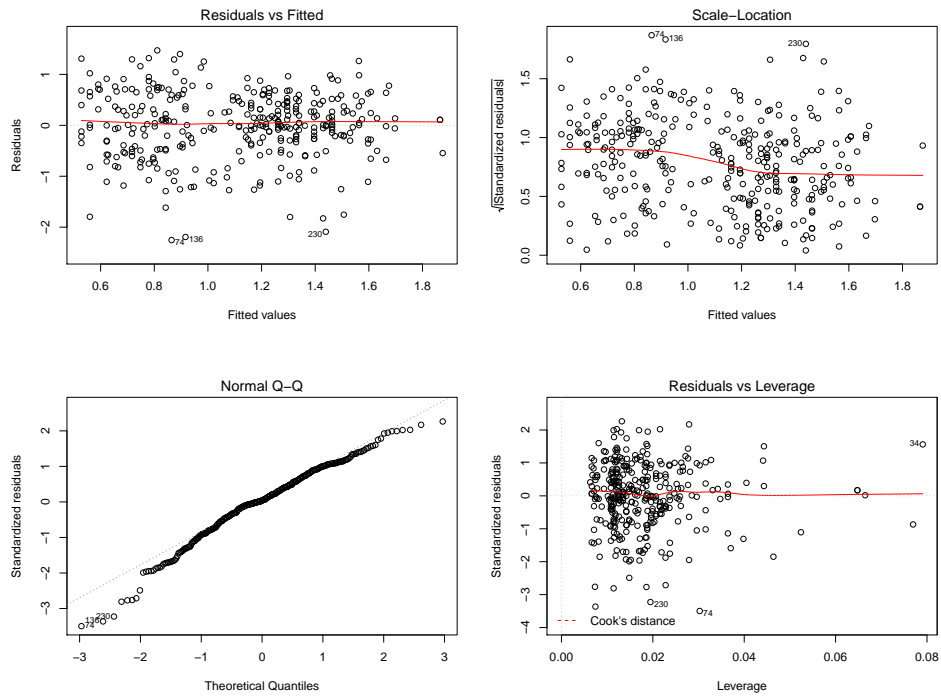 Residuals vs Fitted
Residuals
1
0
−1
−2
74
136
230
0.6 0.8 1.0 1.2 1.4 1.6 1.8
Fitted values
Scale−Location
√|Standardized residuals|
1.5
1.0
0.5
0.0
74
136
230
0.6 0.8 1.0 1.2 1.4 1.6 1.8
Fitted values
Normal Q−Q
Standardized residuals
2
1
0
−1
−2
−3
230
136
74
−3 −2 −1 0 1 2 3
Theoretical Quantiles
Residuals vs Leverage
Standardized residuals
2
1
0
−1
−2
−3
−4
34
230
74
Cook's distance
0.00 0.02 0.04 0.06 0.08
Leverage